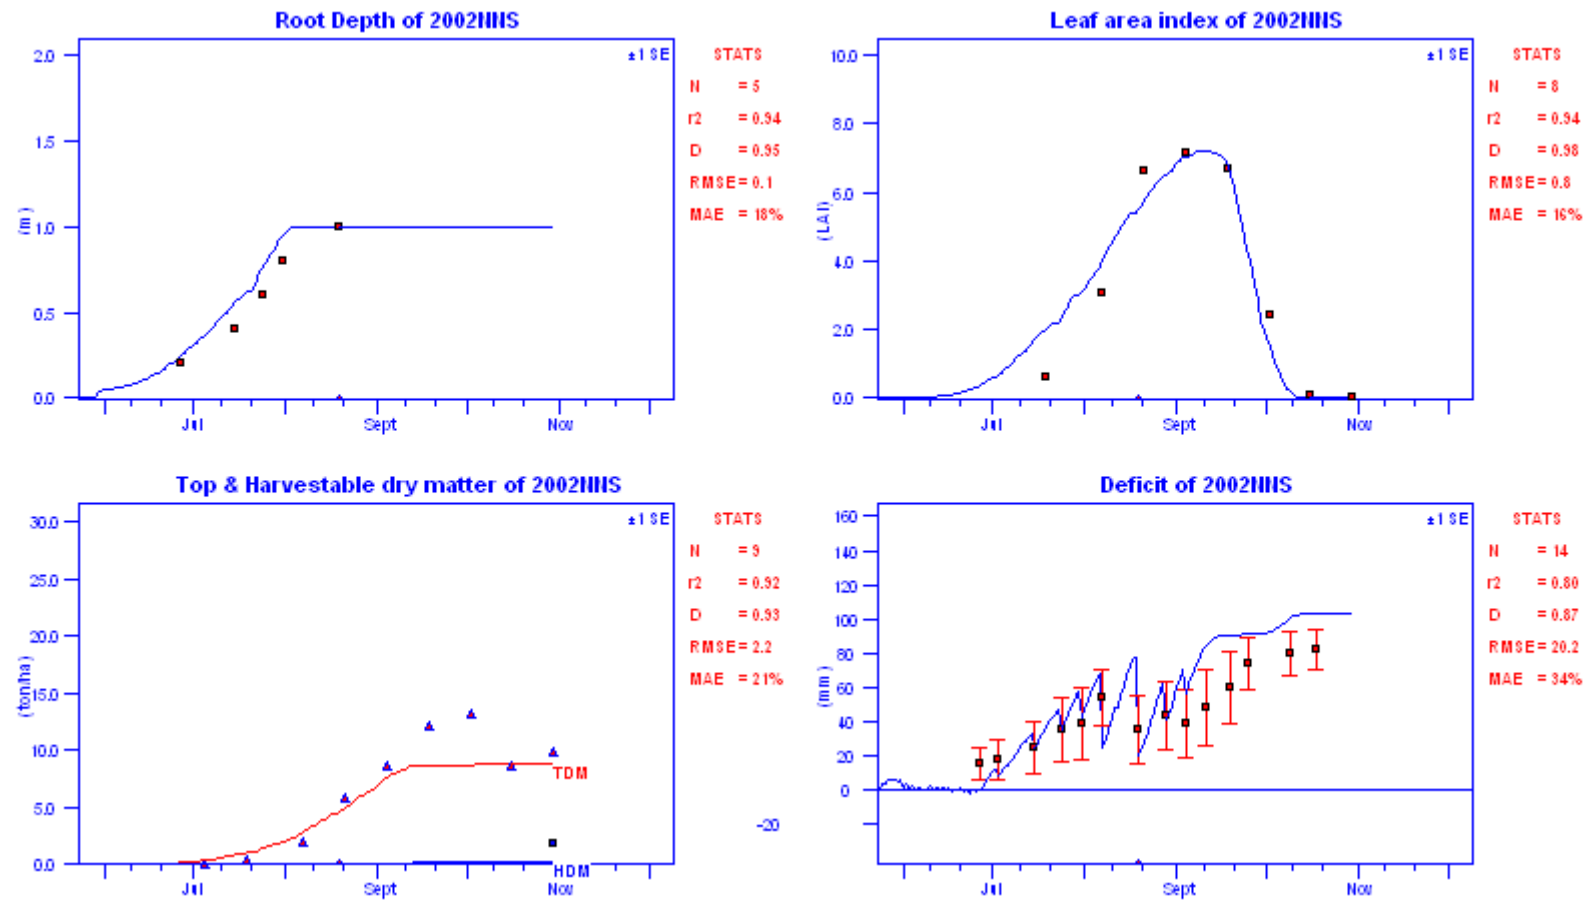 Root Depth of 2002NNS
±1 SE
2.0
1.5
1.0
0.5
0.0
(m)
Jul
Sept
Nov
STATS
N = 5
r2 = 0.94
D = 0.95
RMSE = 0.1
MAE = 18%
Leaf area index of 2002NNS
±1 SE
10.0
8.0
6.0
4.0
2.0
0.0
(LAI)
Jul
Sept
Nov
STATS
N = 8
r2 = 0.94
D = 0.98
RMSE = 0.8
MAE = 16%
Top & Harvestable dry matter of 2002NNS
±1 SE
30.0
25.0
20.0
15.0
10.0
5.0
0.0
(ton/ha)
TDM
HDM
Jul
Sept
Nov
STATS
N = 9
r2 = 0.92
D = 0.93
RMSE = 2.2
MAE = 21%
Deficit of 2002NNS
±1 SE
160
140
120
100
80
60
40
20
0
-20
(mm)
Jul
Sept
Nov
STATS
N = 14
r2 = 0.80
D = 0.87
RMSE = 20.2
MAE = 34%